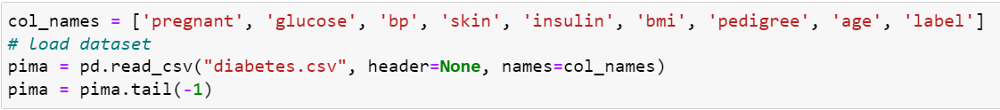 col_names = ['pregnant', 'glucose', 'bp', 'skin', 'insulin', 'bmi', 'pedigree', 'age', 'label']
# load dataset
pima = pd.read_csv("diabetes.csv", header=None, names=col_names)
pima = pima.tail(-1)